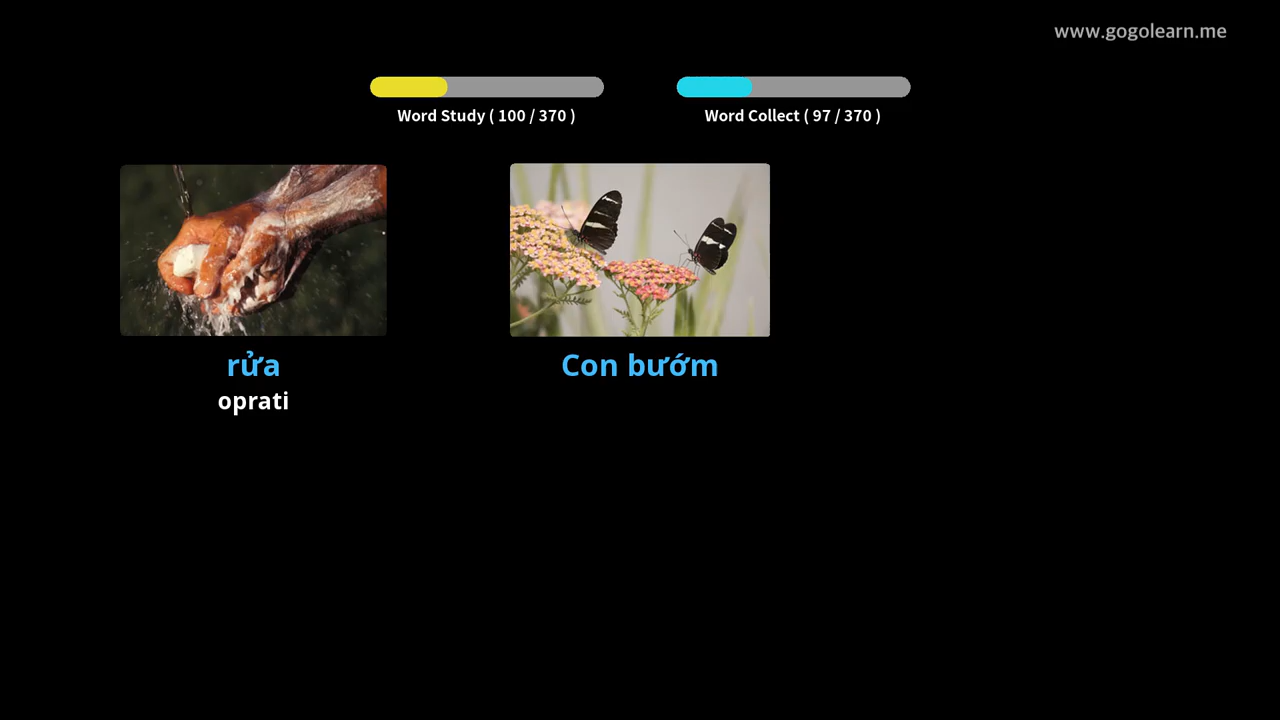 www.gogolearn.me
Word Study ( 100 / 370 )
Word Collect ( 97 / 370 )
rửa
oprati
Con bướm